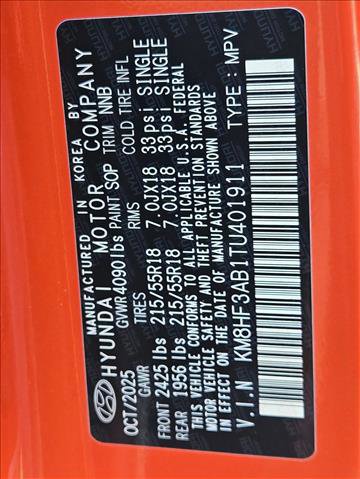 MANUFACTURED IN KOREA BY
HYUNDAI MOTOR COMPANY
OCT/2025 GVWR 4090 lbs PAINT SOP TRIM NNB
GAWR TIRES RIMS COLD TIRE INFL
FRONT 2425 lbs 215/55R18 7.0JX18 33psi SINGLE
REAR 1956 lbs 215/55R18 7.0JX18 33psi SINGLE
THIS VEHICLE CONFORMS TO ALL APPLICABLE U.S.A. FEDERAL
MOTOR VEHICLE SAFETY AND THEFT PREVENTION STANDARDS
IN EFFECT ON THE DATE OF MANUFACTURE SHOWN ABOVE
V.I.N KM8HF3AB1TU401911 TYPE : MPV